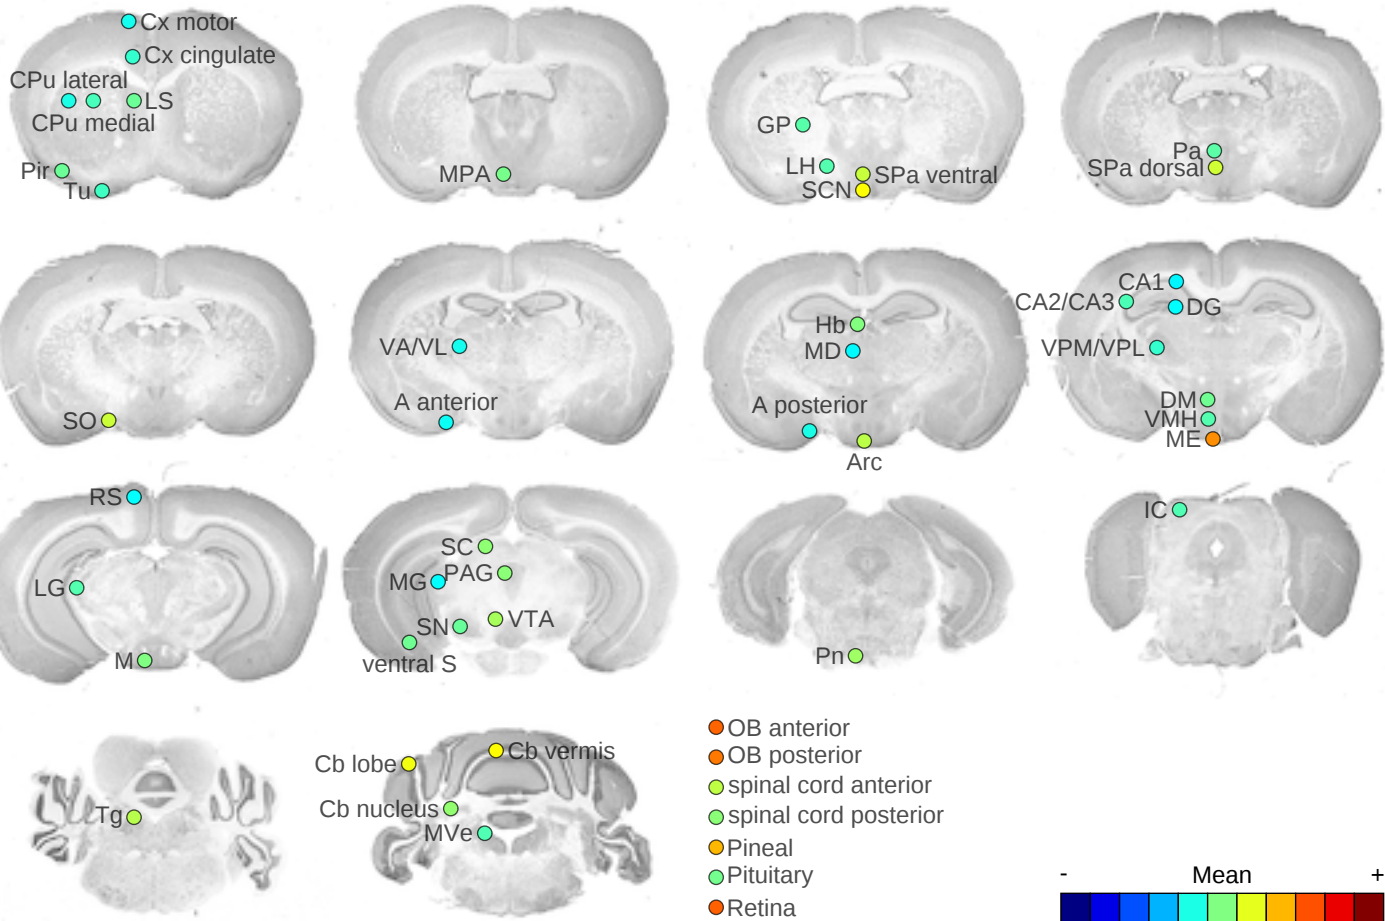 Cx motor
Cx cingulate
CPu lateral
LS
CPu medial
Pir
Tu
MPA
GP
LH
SPa ventral
SCN
Pa
SPa dorsal
SO
VA/VL
A anterior
Hb
MD
A posterior
Arc
CA1
CA2/CA3
DG
VPM/VPL
DM
VMH
ME
RS
LG
M
SC
MG
PAG
SN
VTA
ventral S
Pn
IC
Tg
Cb lobe
Cb vermis
Cb nucleus
MVe
OB anterior
OB posterior
spinal cord anterior
spinal cord posterior
Pineal
Pituitary
Retina
- Mean +